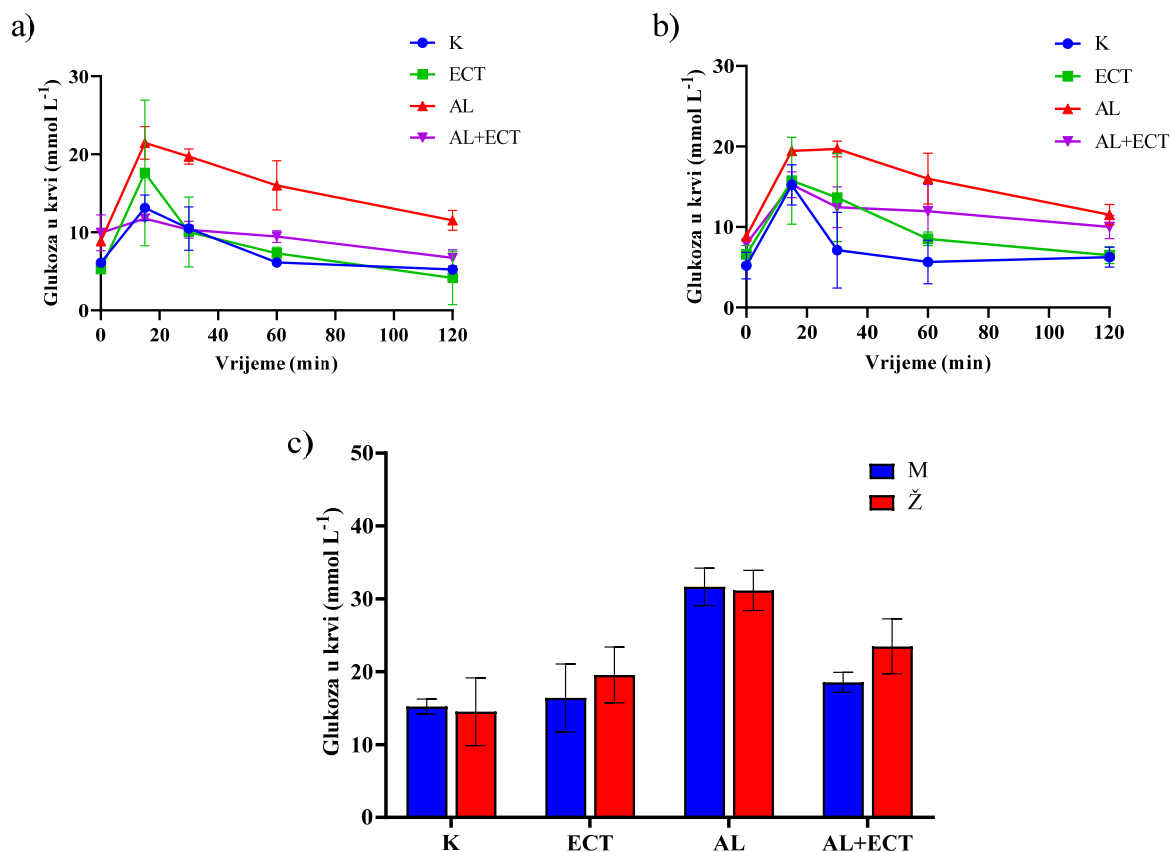 a)
K
ECT
AL
AL+ECT
Glukoza u krvi (mmol L-1)
30
20
10
0
0 20 40 60 80 100 120
Vrijeme (min)
b)
K
ECT
AL
AL+ECT
Glukoza u krvi (mmol L-1)
30
20
10
0
0 20 40 60 80 100 120
Vrijeme (min)
c)
M
Ž
Glukoza u krvi (mmol L-1)
50
40
30
20
10
0
K ECT AL AL+ECT